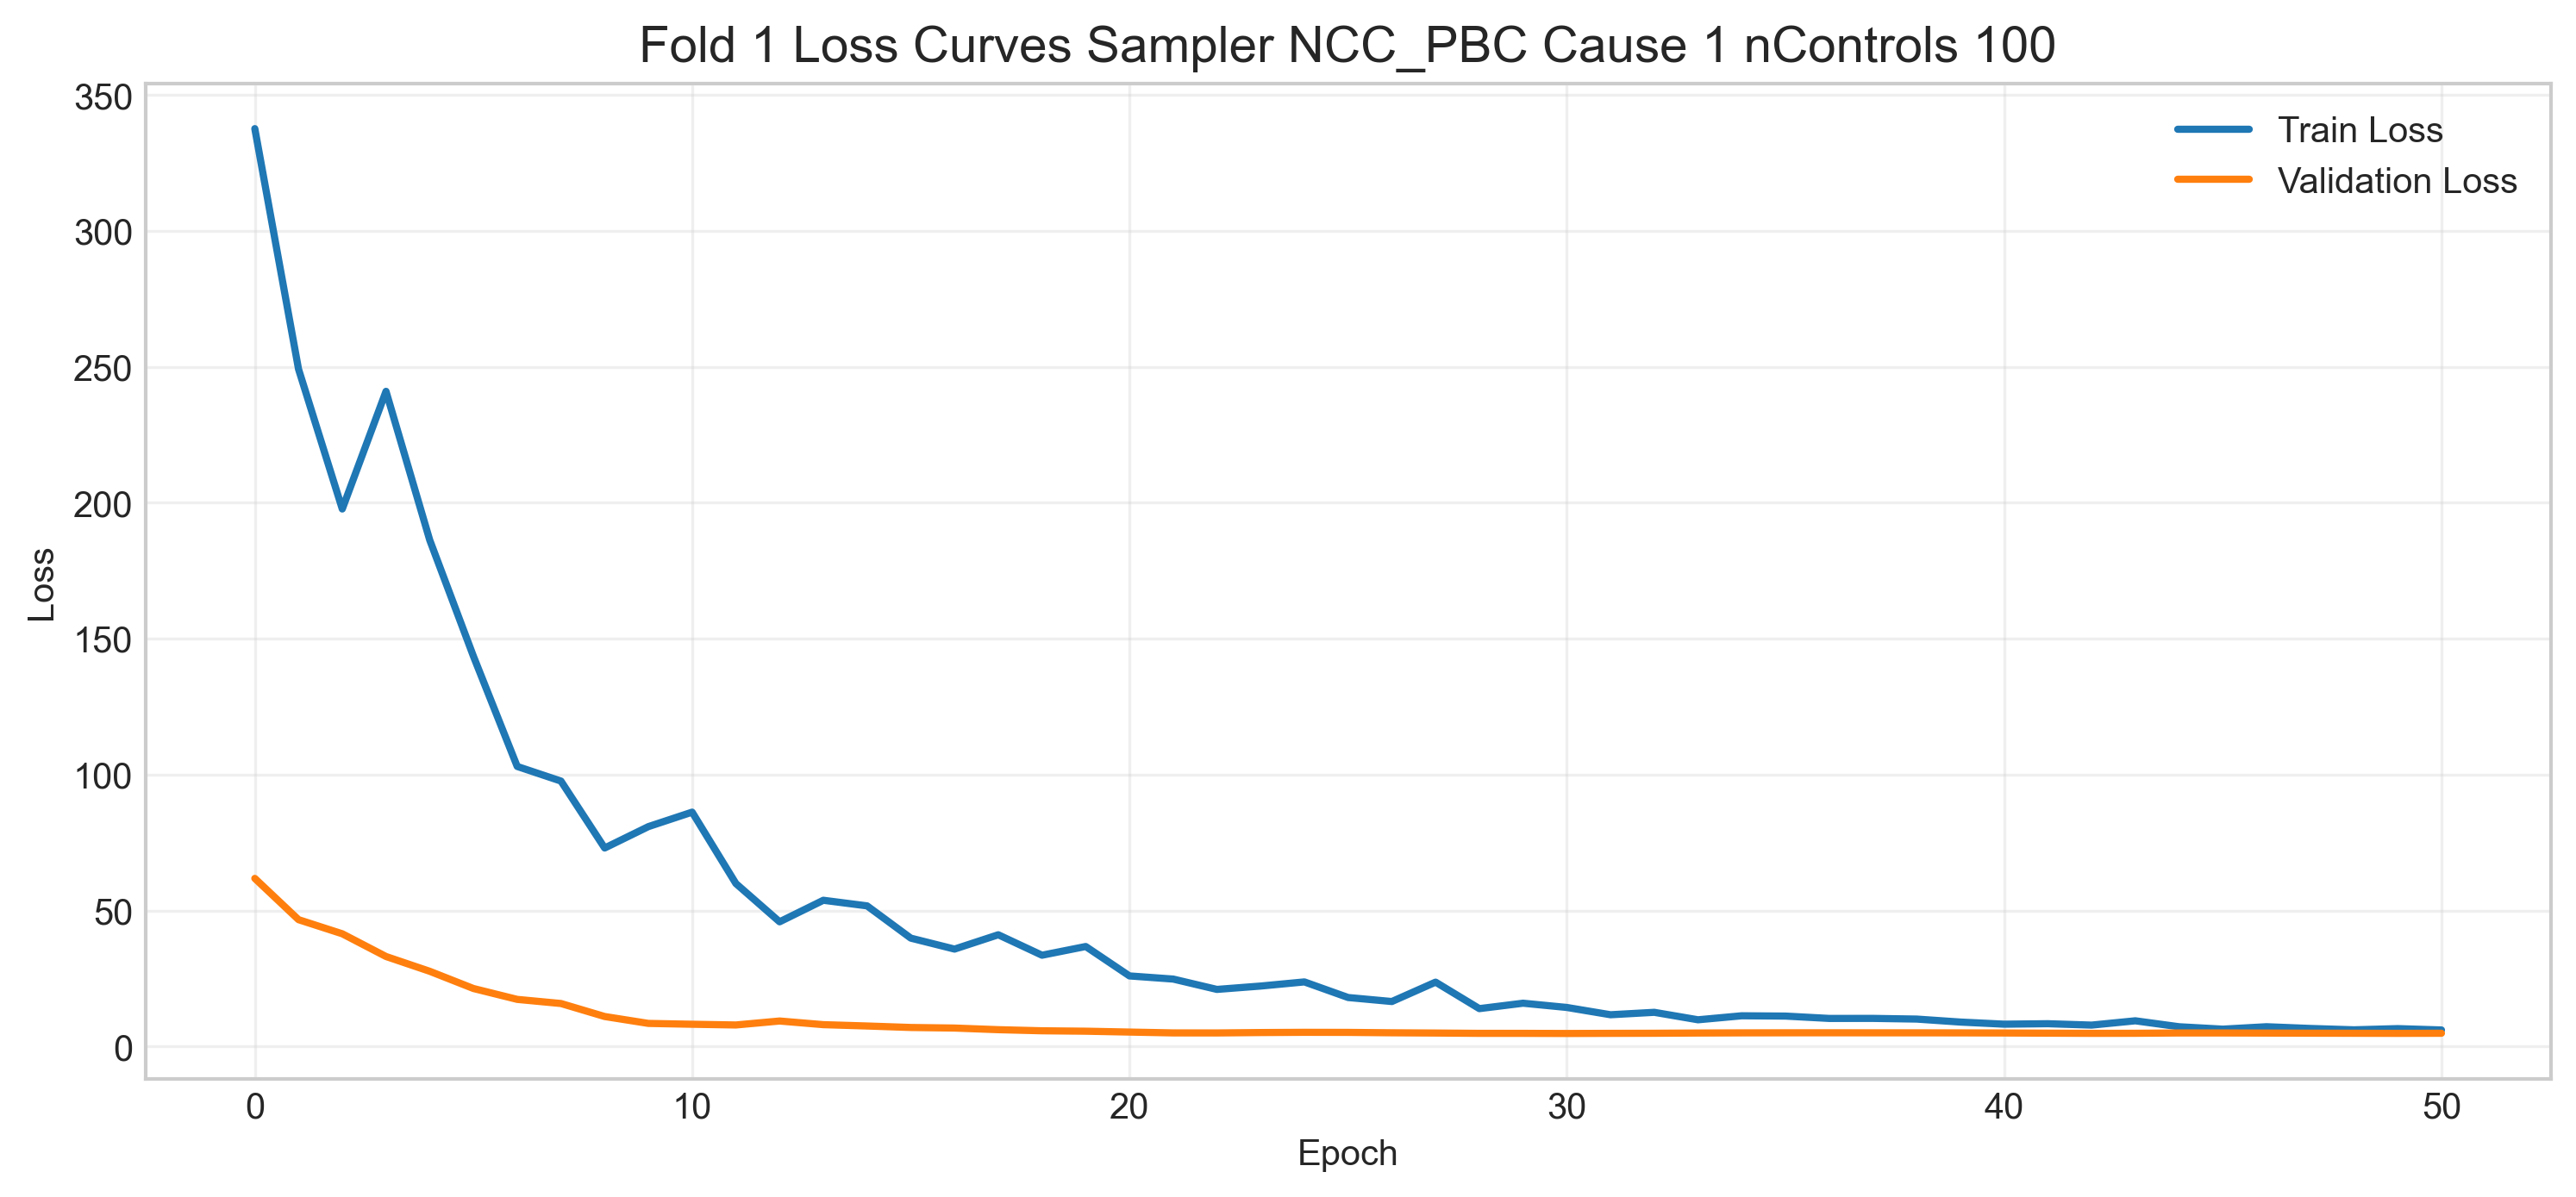 Fold 1 Loss Curves Sampler NCC_PBC Cause 1 nControls 100
Train Loss
Validation Loss
Loss
350
300
250
200
150
100
50
0
0 10 20 30 40 50
Epoch